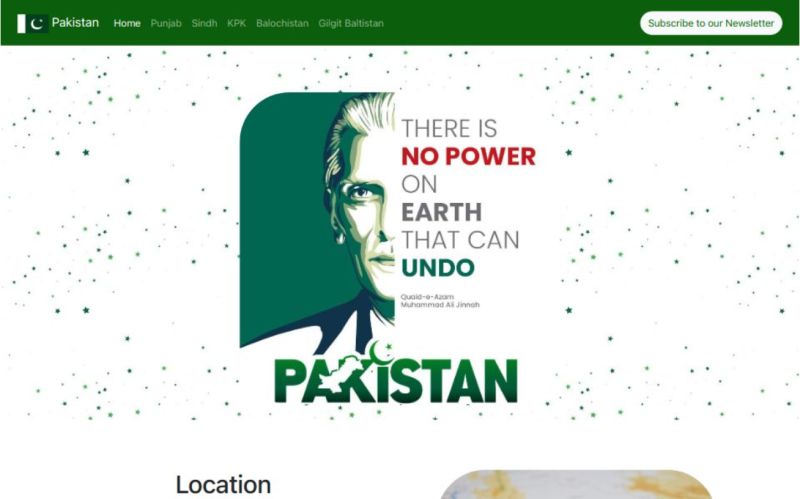 Pakistan Home Punjab Sindh KPK Balochistan Gilgit Baltistan Subscribe to our Newsletter
THERE IS
NO POWER
ON
EARTH
THAT CAN
UNDO
Quaid-e-Azam
Muhammad Ali Jinnah
PAKISTAN
Location